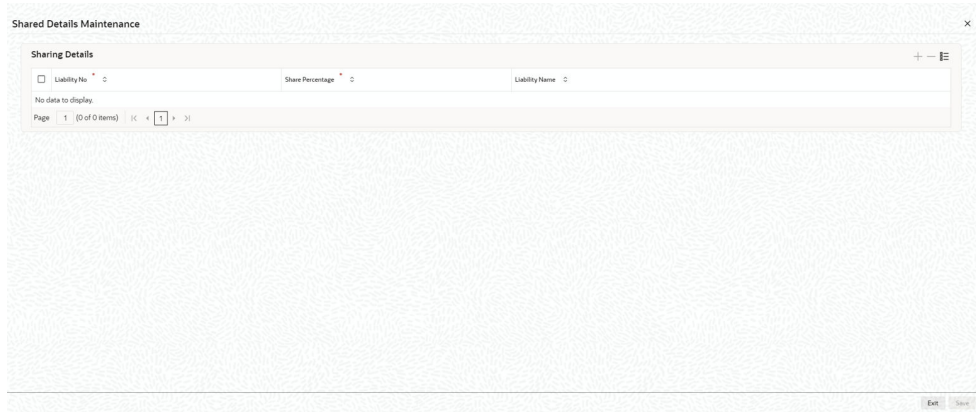 Shared Details Maintenance
Sharing Details
Liability No * Share Percentage * Liability Name
No data to display.
Page 1 (0 of 0 items) 1
Exit Save